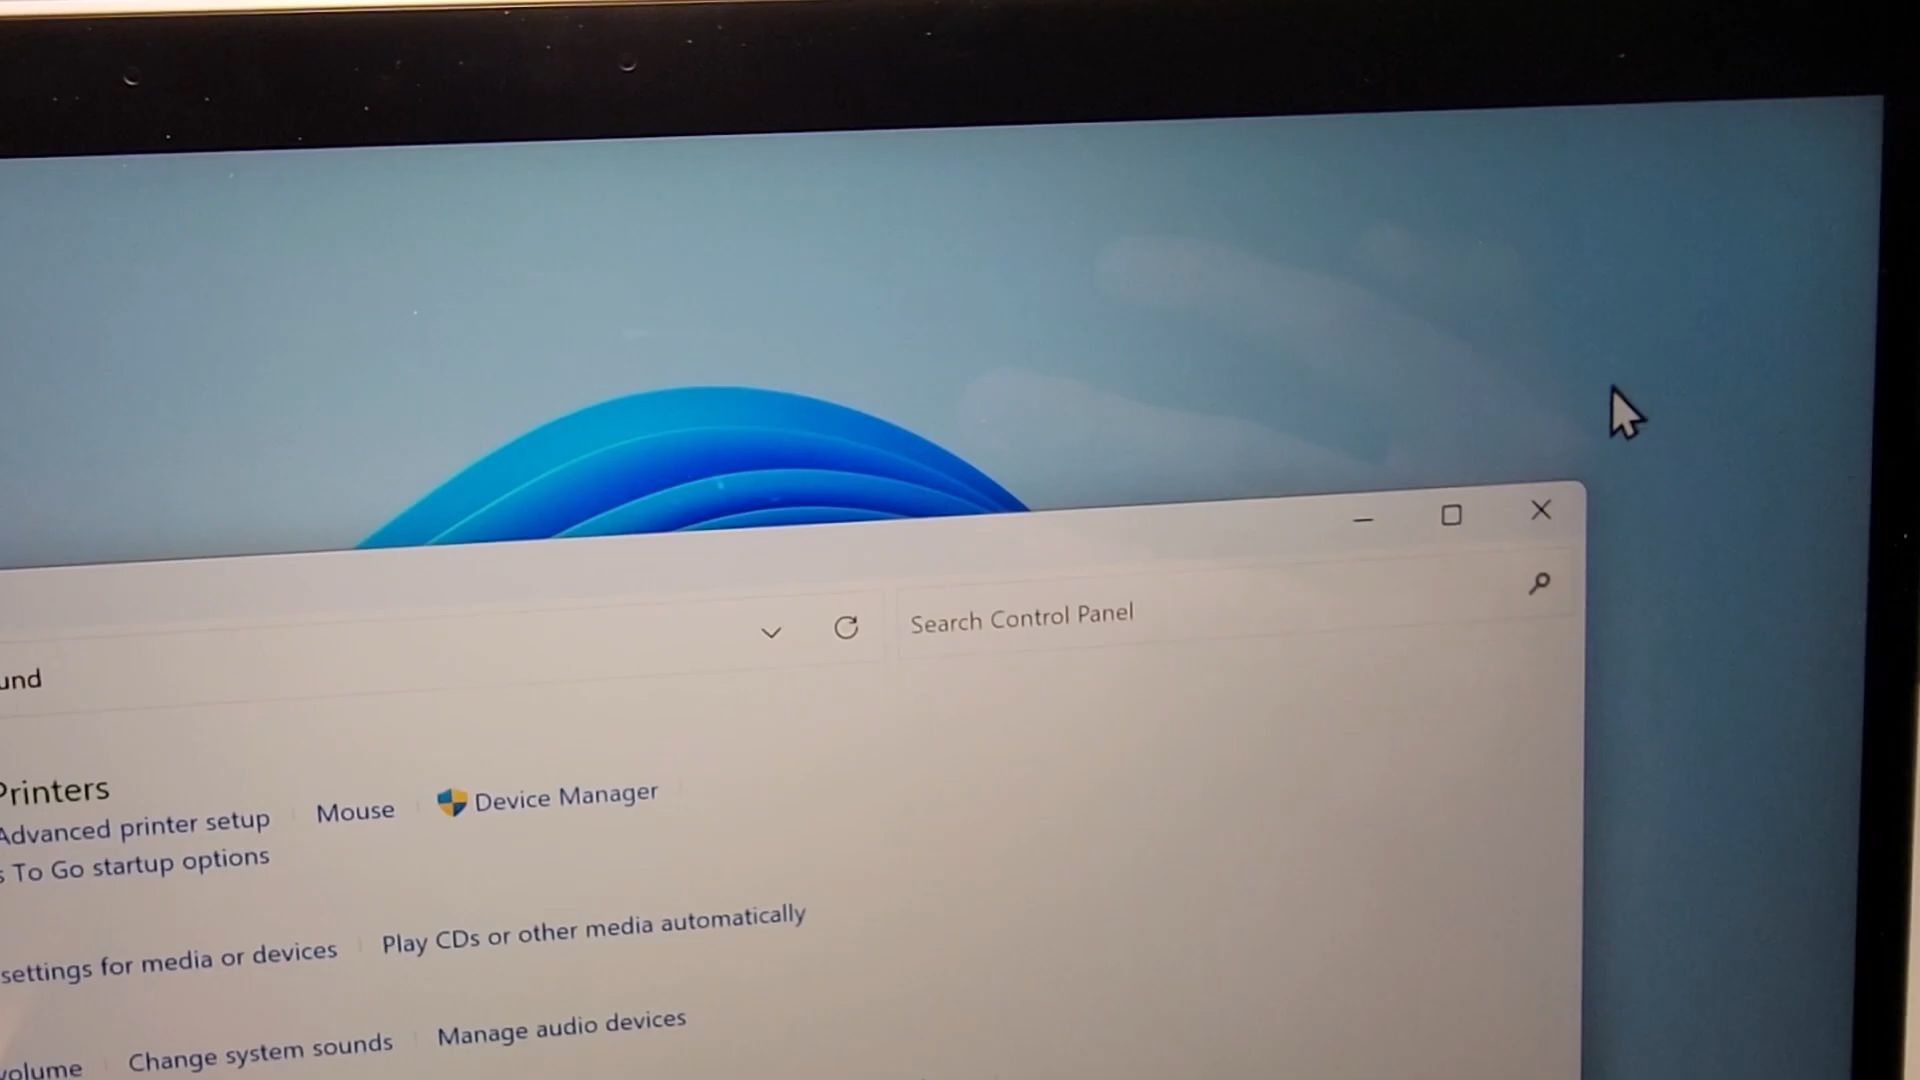 Search Control Panel
und
Printers
Advanced printer setup Mouse Device Manager
s To Go startup options
settings for media or devices Play CDs or other media automatically
volume Change system sounds Manage audio devices